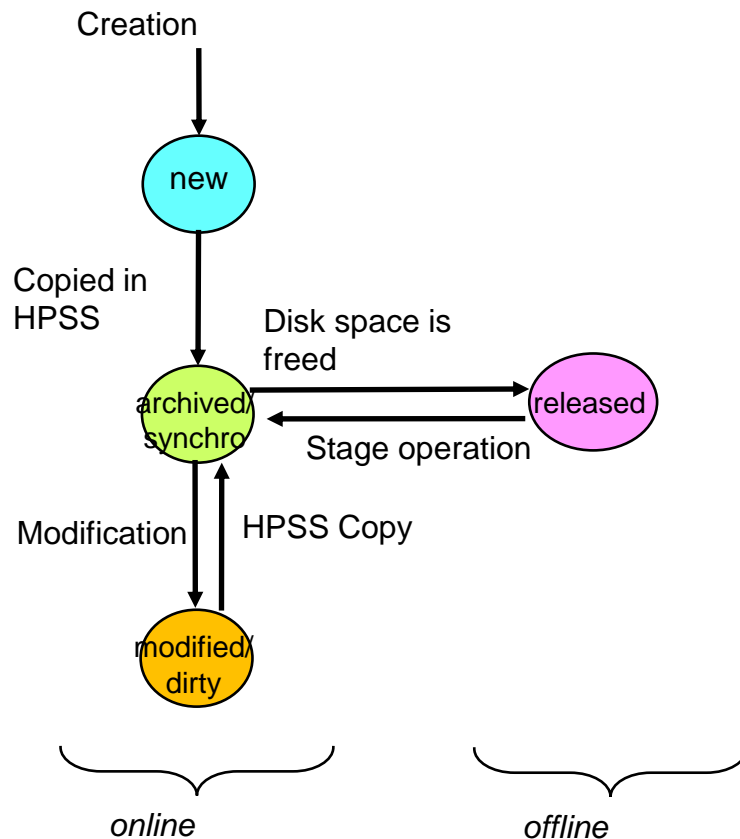 Creation
new
Copied in
HPSS
Disk space is
freed
archived/
synchro
released
Stage operation
Modification
HPSS Copy
modified/
dirty
online
offline